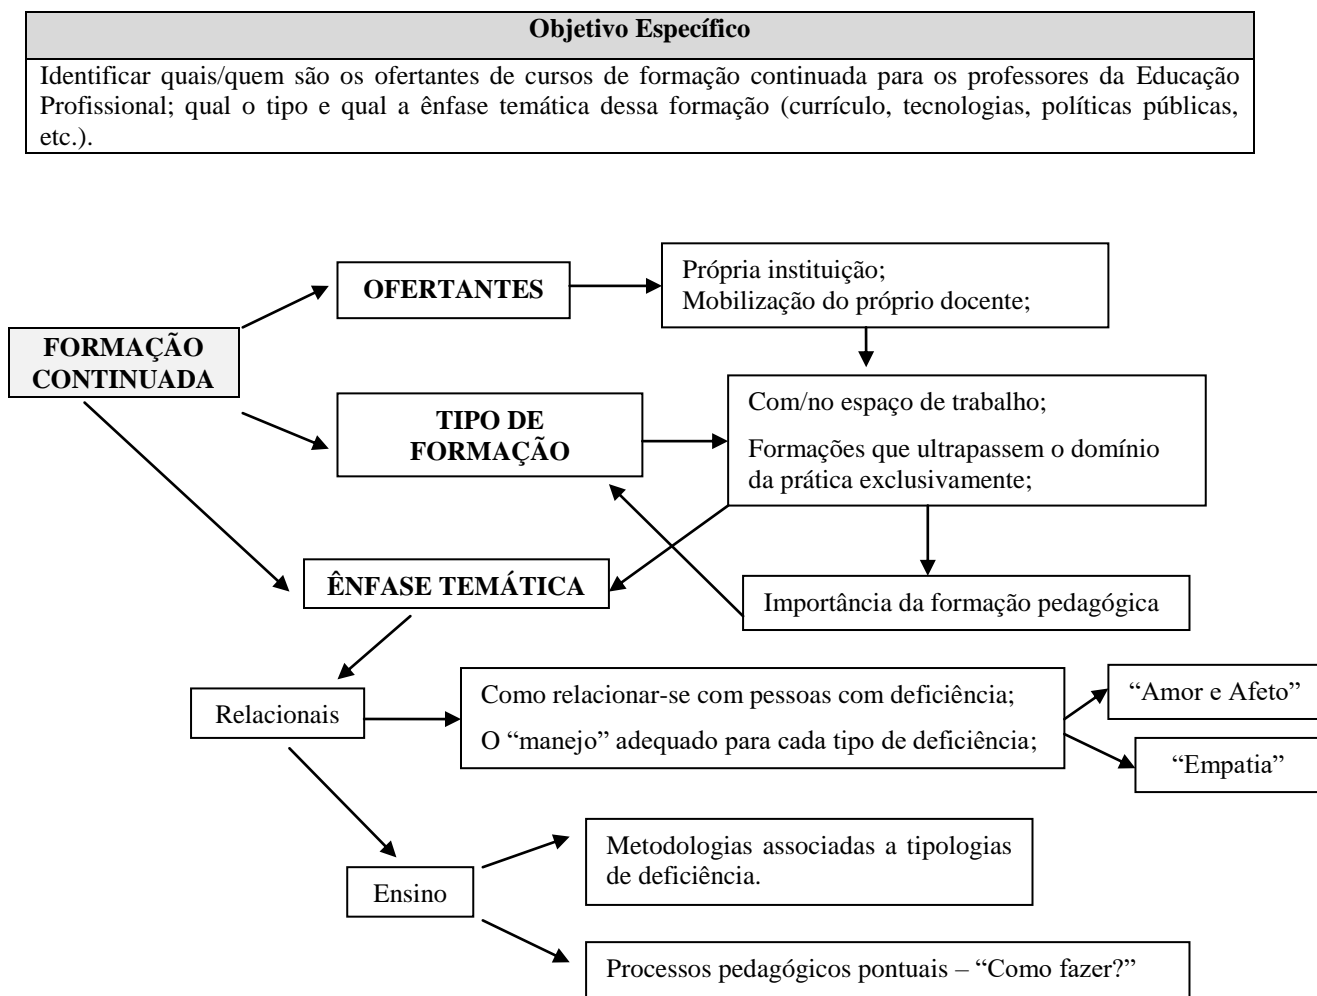 Objetivo Específico
Identificar quais/quem são os ofertantes de cursos de formação continuada para os professores da Educação
Profissional; qual o tipo e qual a ênfase temática dessa formação (currículo, tecnologias, políticas públicas,
etc.).
OFERTANTES
Própria instituição;
Mobilização do próprio docente;
FORMAÇÃO
CONTINUADA
TIPO DE
FORMAÇÃO
Com/no espaço de trabalho;
Formações que ultrapassem o domínio
da prática exclusivamente;
ÊNFASE TEMÁTICA
Importância da formação pedagógica
Relacionais
Como relacionar-se com pessoas com deficiência;
O “manejo” adequado para cada tipo de deficiência;
“Amor e Afeto”
“Empatia”
Ensino
Metodologias associadas a tipologias
de deficiência.
Processos pedagógicos pontuais – “Como fazer?”